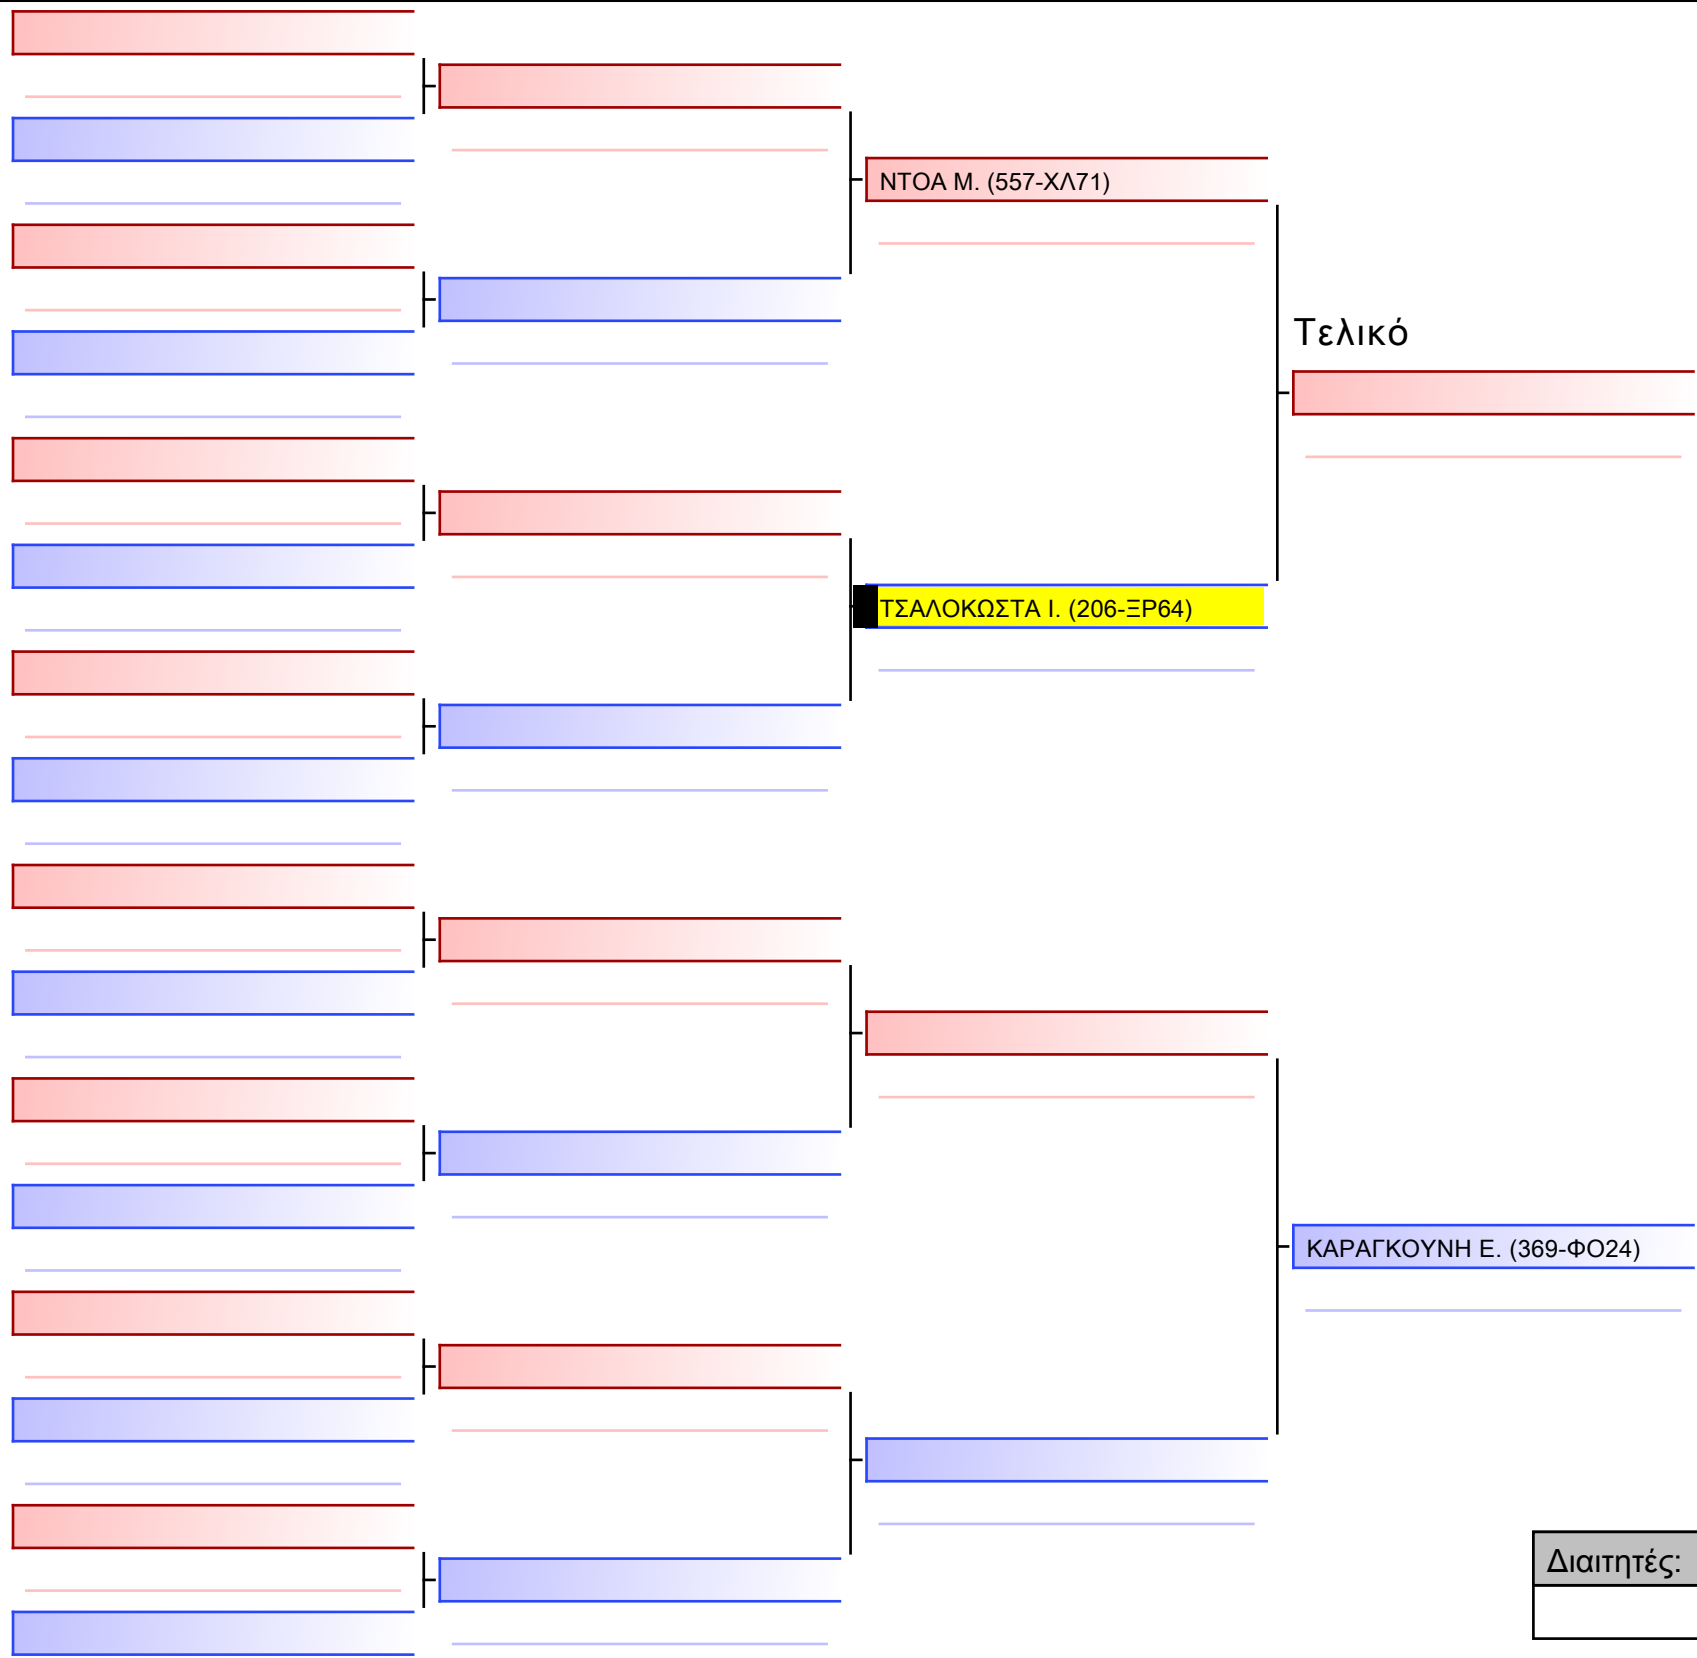 ΝΤΟΑ Μ. (557-ΧΛ71)
Τελικό
ΤΣΑΛΟΚΩΣΤΑ Ι. (206-ΞΡ64)
ΚΑΡΑΓΚΟΥΝΗ Ε. (369-ΦΟ24)
Διαιτητές: